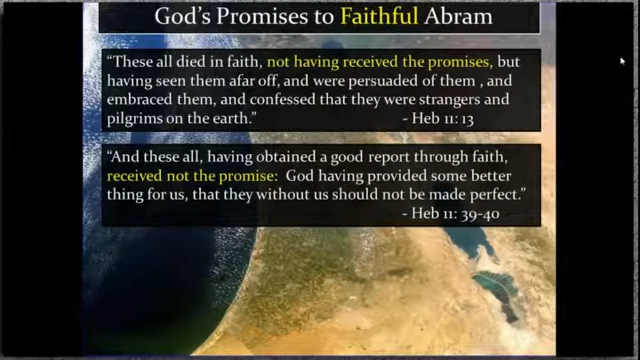 God's Promises to Faithful Abram
"These all died in faith, not having received the promises, but
having seen them afar off, and were persuaded of them , and
embraced them, and confessed that they were strangers and
pilgrims on the earth." - Heb 11: 13
"And these all, having obtained a good report through faith,
received not the promise: God having provided some better
thing for us, that they without us should not be made perfect."
- Heb 11: 39-40